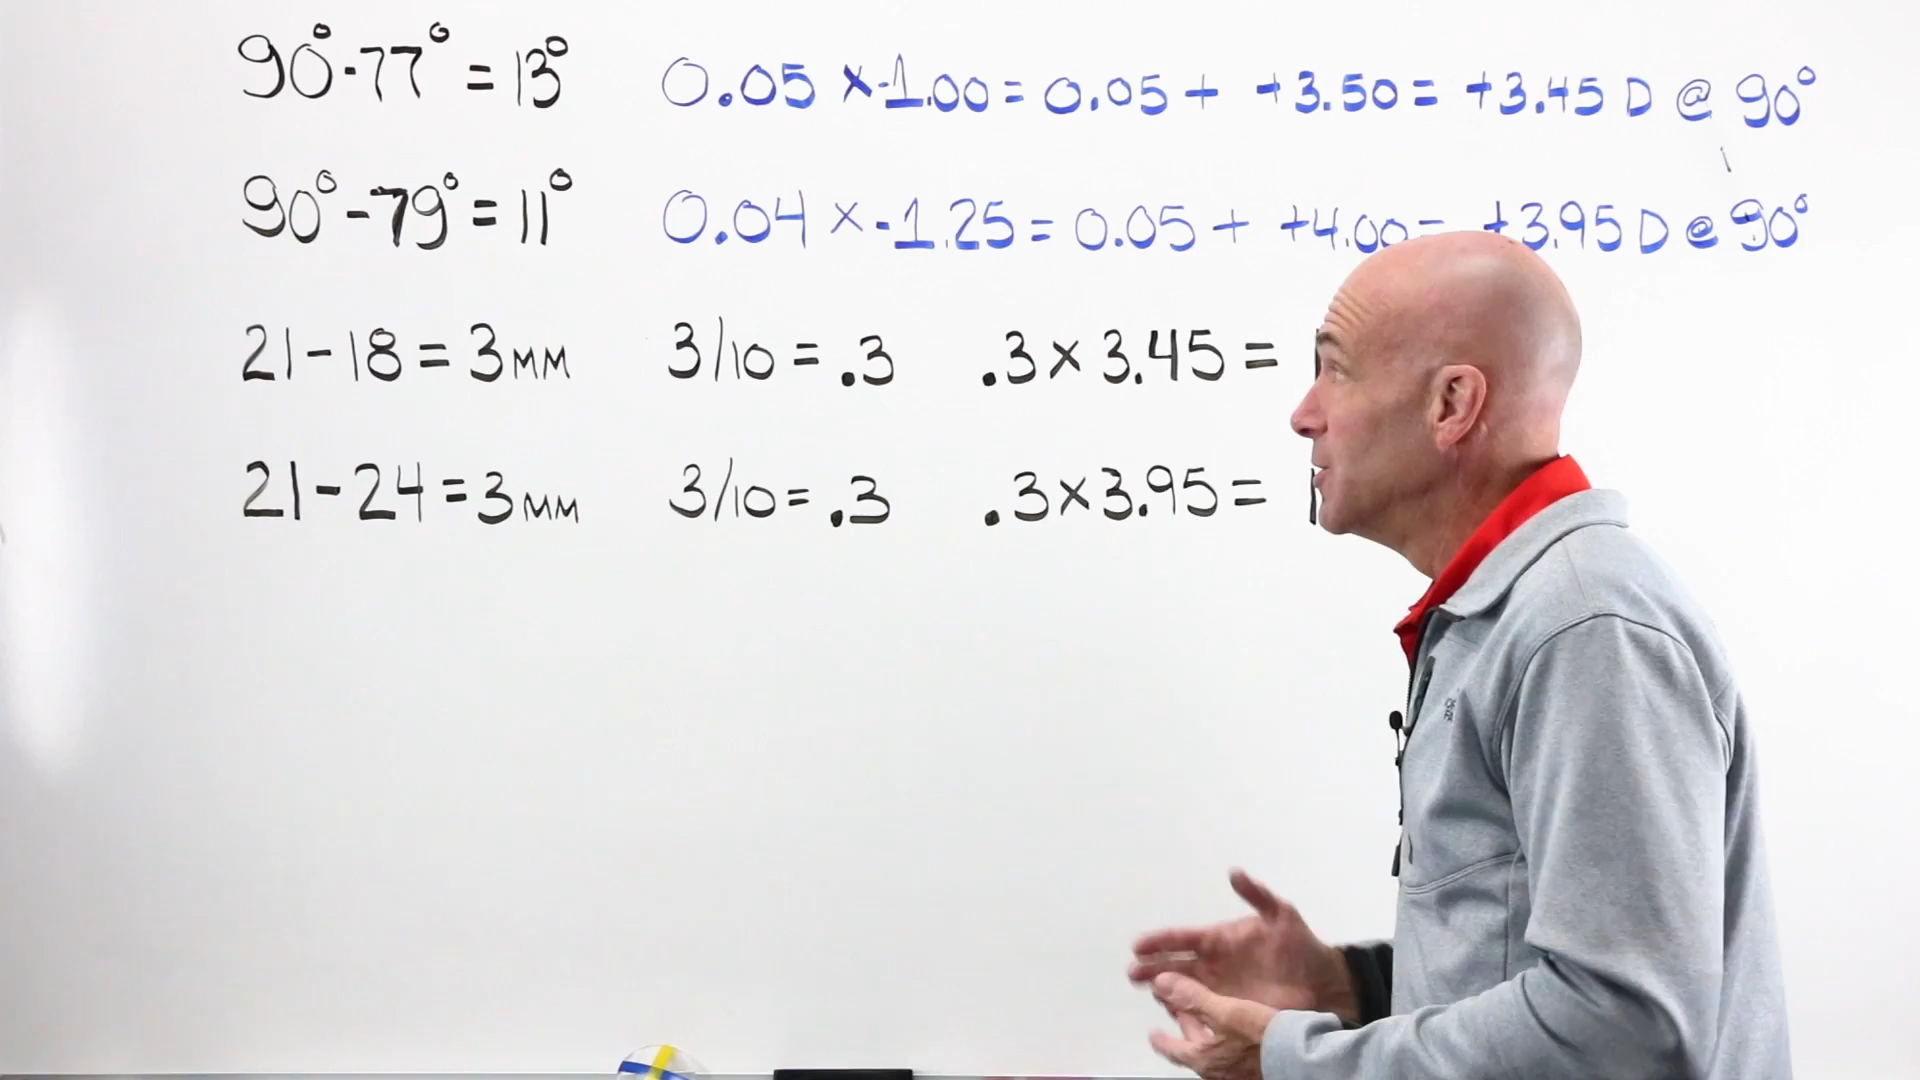 90°-77° = 13° 0.05 x -1.00 = 0.05 + +3.50 = +3.45 D @ 90°
90° - 79° = 11° 0.04 x -1.25 = 0.05 + +4.00 = +3.95 D @ 90°
21 - 18 = 3mm 3/10 = .3 .3 x 3.45 =
21 - 24 = 3mm 3/10 = .3 .3 x 3.95 =